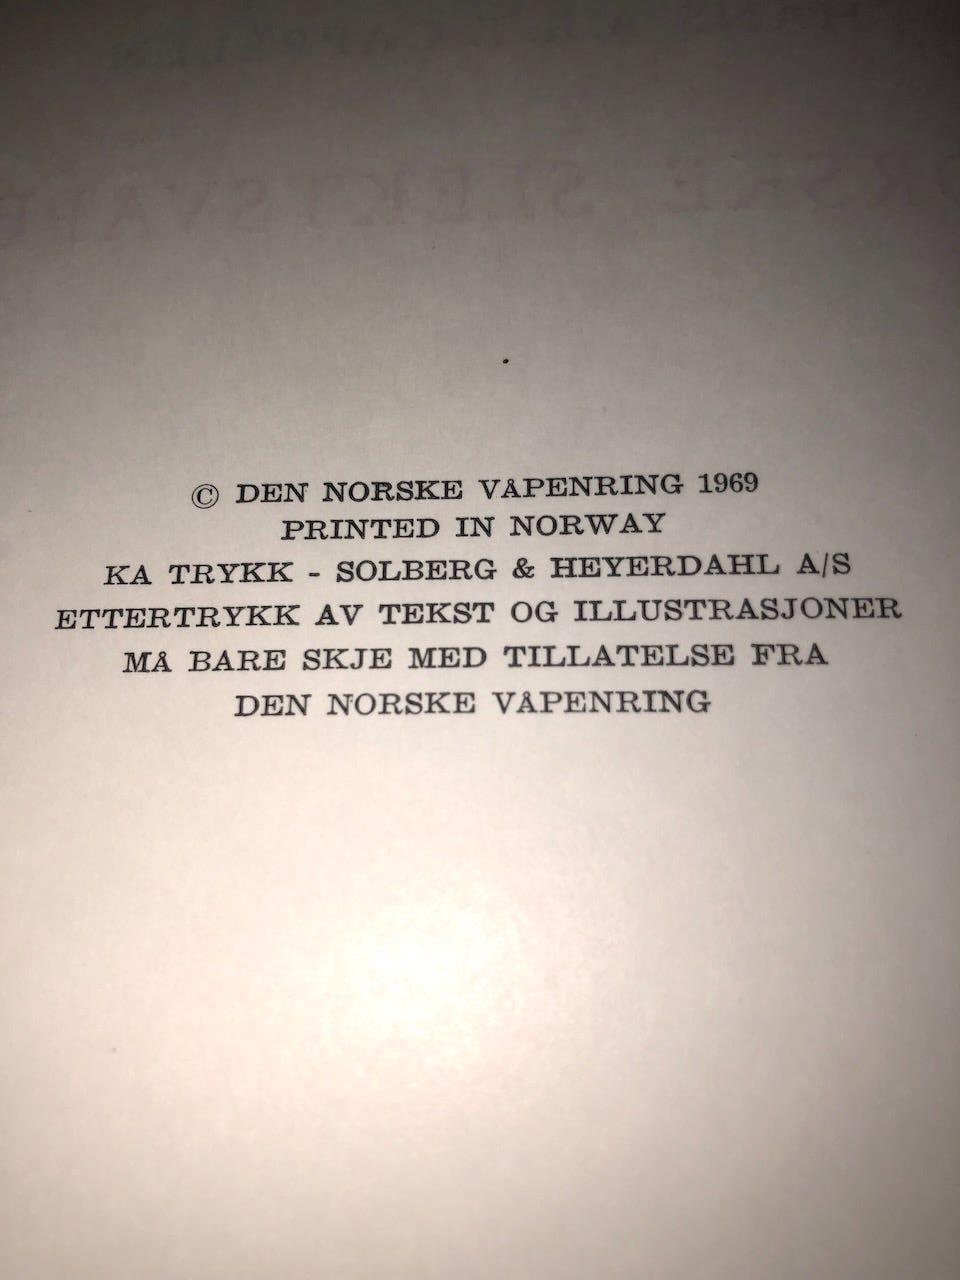 © DEN NORSKE VÅPENRING 1969
PRINTED IN NORWAY
KA TRYKK - SOLBERG & HEYERDAHL A/S
ETTERTRYKK AV TEKST OG ILLUSTRASJONER
MÅ BARE SKJE MED TILLATELSE FRA
DEN NORSKE VÅPENRING